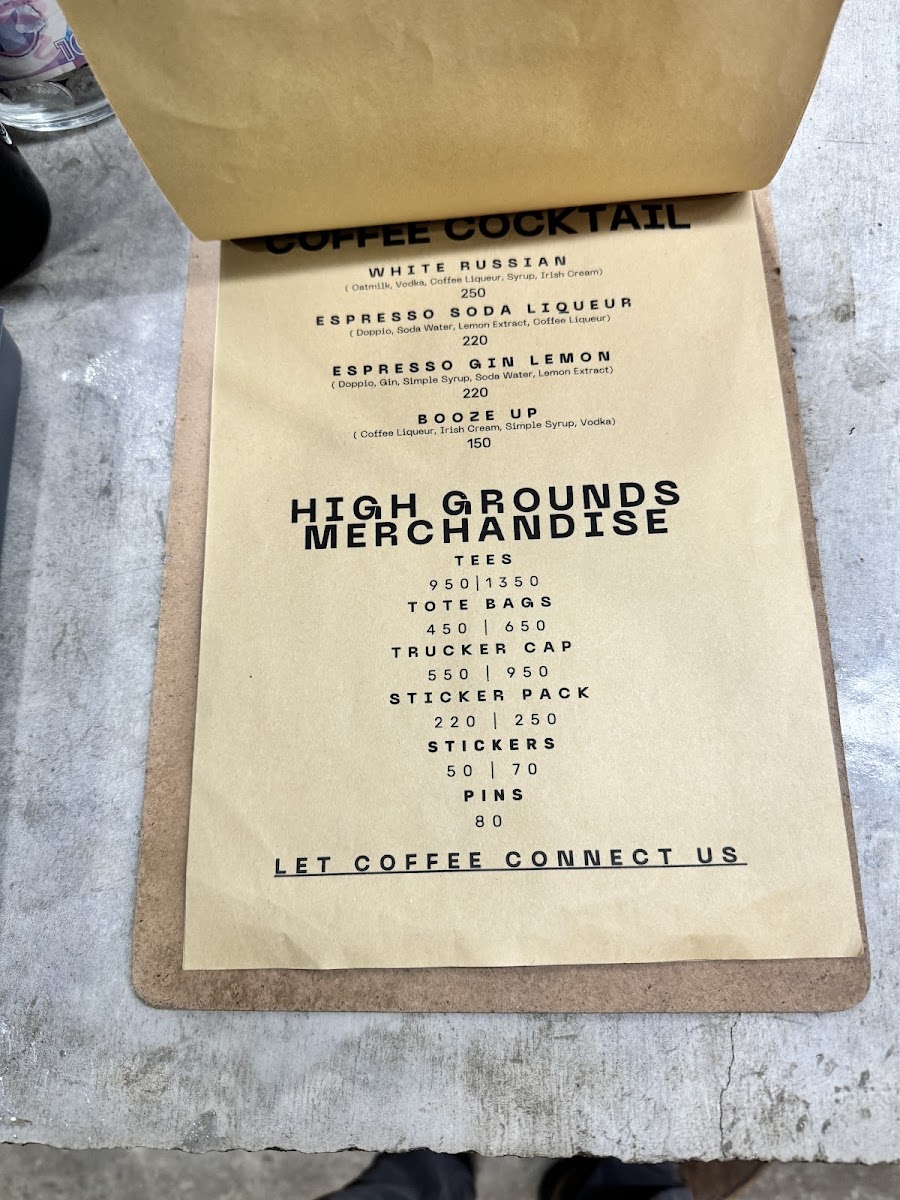 10
COFFEE COCKTAIL
WHITE RUSSIAN
( Oatmilk, Vodka, Coffee Liqueur, Syrup, Irish Cream)
250
ESPRESSO SODA LIQUEUR
( Doppio, Soda Water, Lemon Extract, Coffee Liqueur)
220
ESPRESSO GIN LEMON
( Doppio, Gin, Simple Syrup, Soda Water, Lemon Extract)
220
BOOZE UP
( Coffee Liqueur, Irish Cream, Simple Syrup, Vodka)
150
HIGH GROUNDS
MERCHANDISE
TEES
950|1350
TOTE BAGS
450 | 650
TRUCKER CAP
550 | 950
STICKER PACK
220 | 250
STICKERS
50 | 70
PINS
80
LET COFFEE CONNECT US